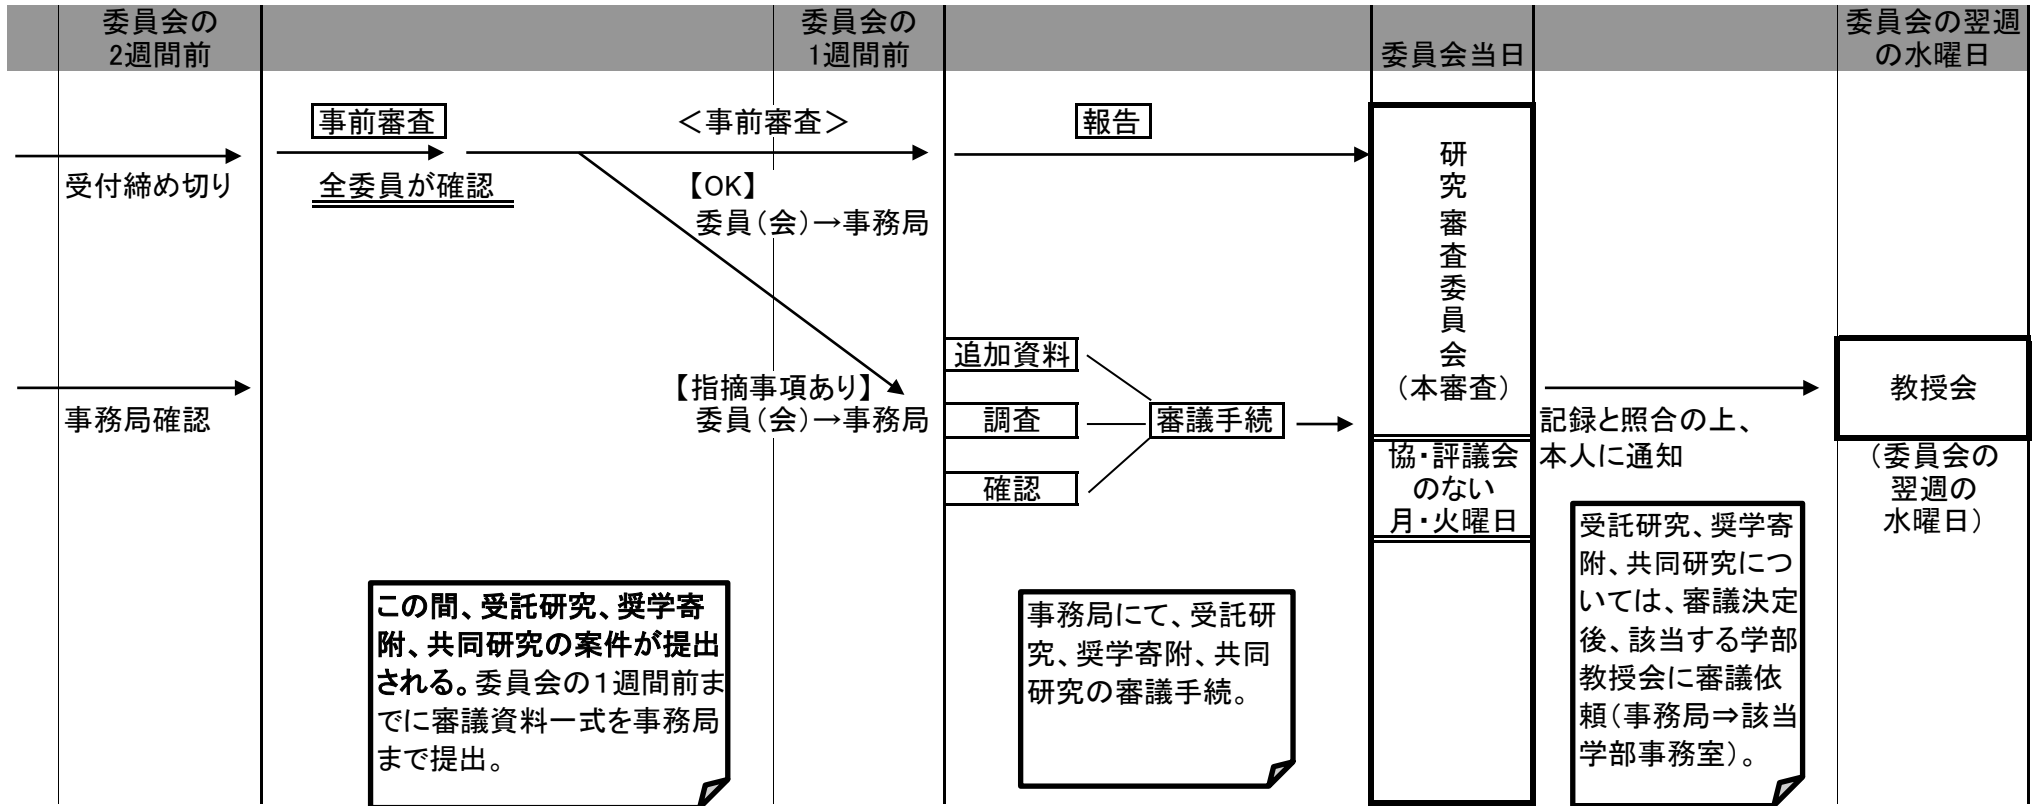 委員会の
2週間前
委員会の
1週間前
委員会当日
委員会の翌週
の水曜日
事前審査
＜事前審査＞
報告
受付締め切り
全委員が確認
【OK】
委員（会）→事務局
事務局確認
【指摘事項あり】
委員（会）→事務局
追加資料
調査
確認
審議手続
研
究
審
査
委
員
会
（本審査）
協・評議会
のない
月・火曜日
記録と照合の上、
本人に通知
教授会
（委員会の
翌週の
水曜日）
この間、受託研究、奨学寄
附、共同研究の案件が提出
される。委員会の１週間前ま
でに審議資料一式を事務局
まで提出。
事務局にて、受託研
究、奨学寄附、共同
研究の審議手続。
受託研究、奨学寄
附、共同研究につ
いては、審議決定
後、該当する学部
教授会に審議依
頼（事務局⇒該当
学部事務室）。